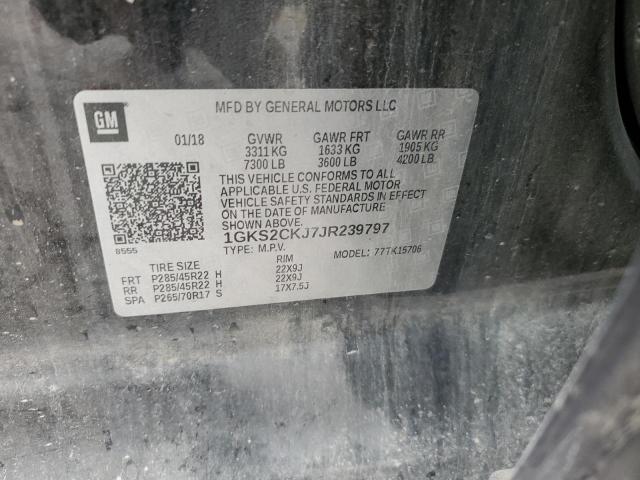 MFD BY GENERAL MOTORS LLC
GM
01/18 GVWR GAWR FRT GAWR RR
3311 KG 1633 KG 1905 KG
7300 LB 3600 LB 4200 LB
THIS VEHICLE CONFORMS TO ALL
APPLICABLE U.S. FEDERAL MOTOR
VEHICLE SAFETY STANDARDS
IN EFFECT ON THE DATE OF MANUFACTURE
SHOWN ABOVE.
1GKS2CKJ7JR239797
8555 TYPE: M.P.V. MODEL: 77TK15706
TIRE SIZE RIM
FRT P285/45R22 H 22X9J
RR P285/45R22 H 22X9J
SPA P265/70R17 S 17X7.5J